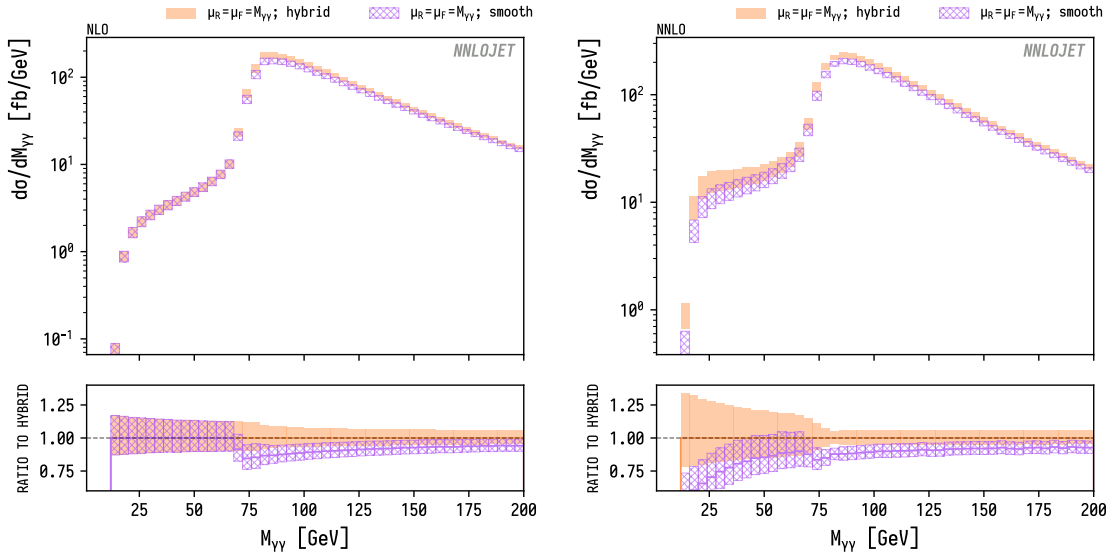 μR=μF=Mγγ; hybrid μR=μF=Mγγ; smooth
NLO
NNLOJET
dσ/dMγγ [fb/GeV]
10²
10¹
10⁰
10⁻¹
RATIO TO HYBRID
1.25
1.00
0.75
25 50 75 100 125 150 175 200
Mγγ [GeV]
μR=μF=Mγγ; hybrid μR=μF=Mγγ; smooth
NNLO
NNLOJET
dσ/dMγγ [fb/GeV]
10²
10¹
10⁰
RATIO TO HYBRID
1.25
1.00
0.75
25 50 75 100 125 150 175 200
Mγγ [GeV]